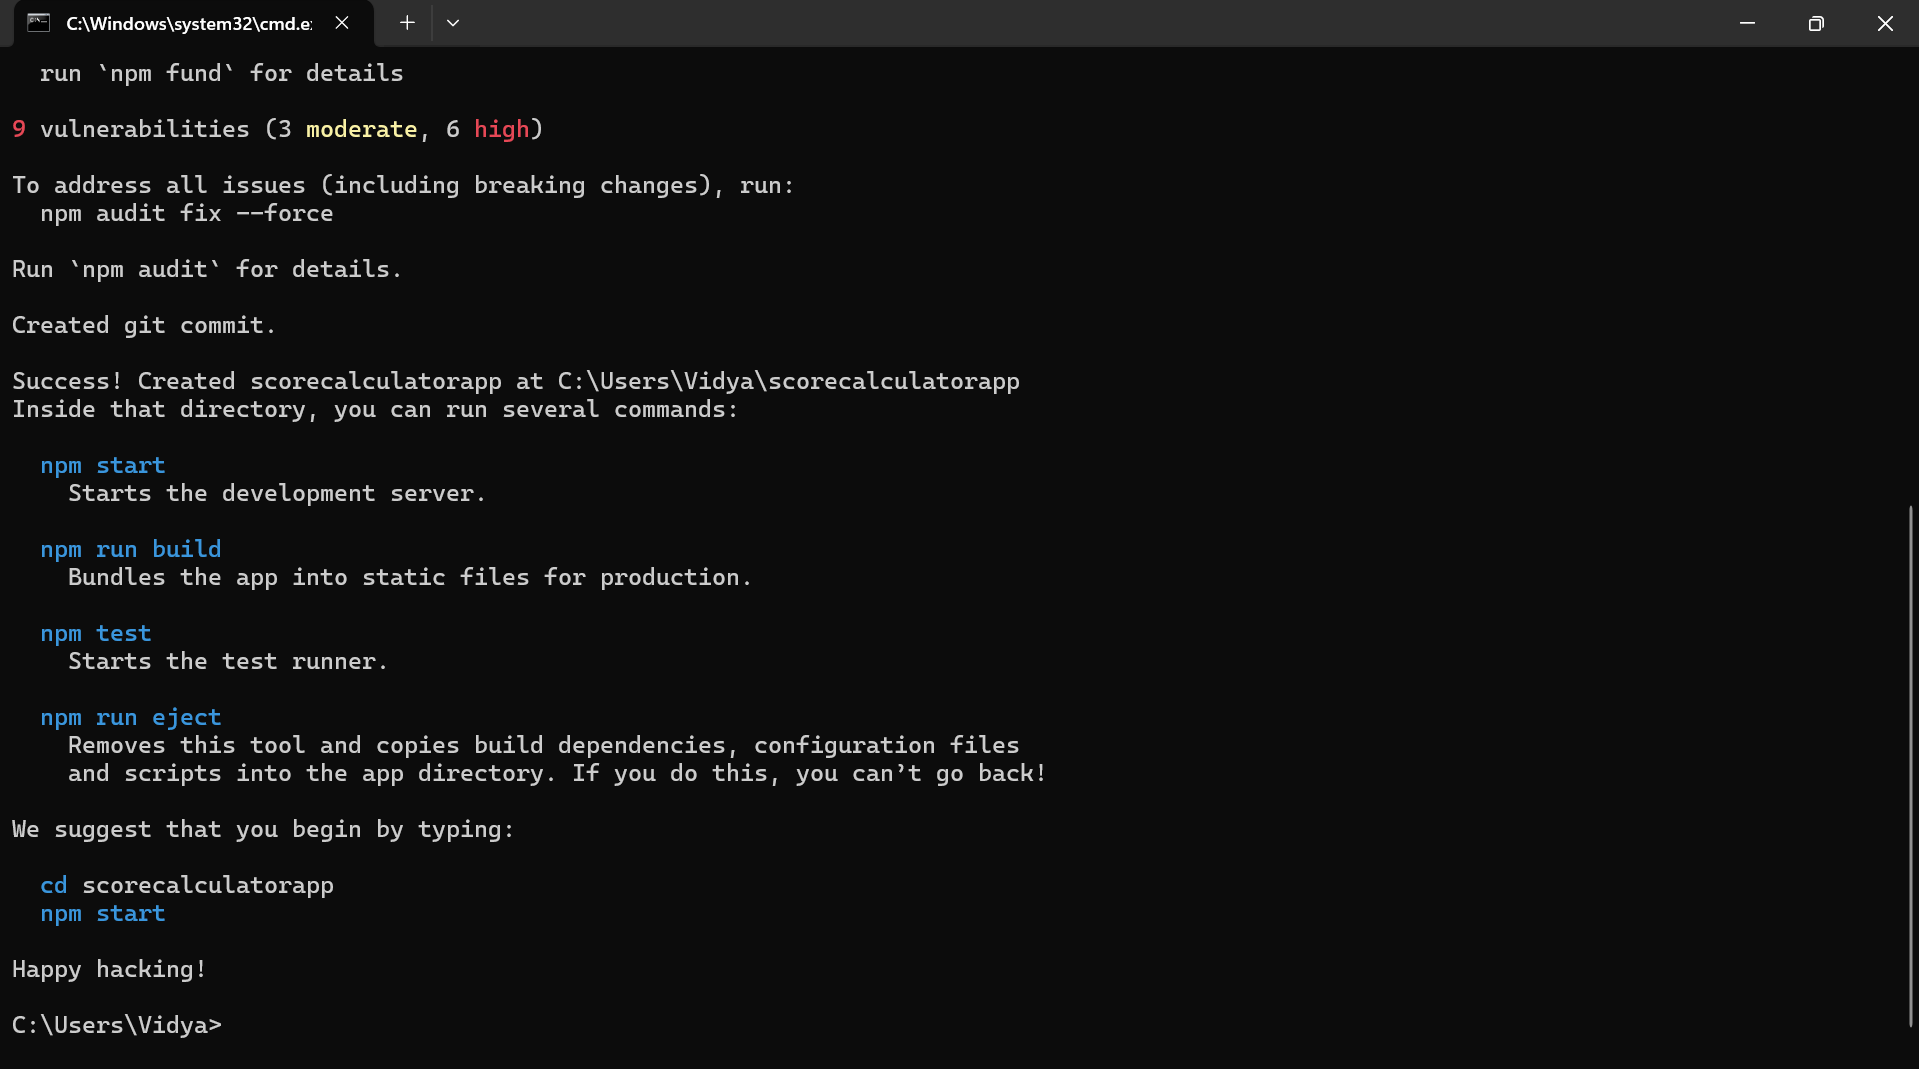 C:\Windows\system32\cmd.e
run `npm fund` for details
9 vulnerabilities (3 moderate, 6 high)
To address all issues (including breaking changes), run:
npm audit fix --force
Run `npm audit` for details.
Created git commit.
Success! Created scorecalculatorapp at C:\Users\Vidya\scorecalculatorapp
Inside that directory, you can run several commands:
npm start
Starts the development server.
npm run build
Bundles the app into static files for production.
npm test
Starts the test runner.
npm run eject
Removes this tool and copies build dependencies, configuration files
and scripts into the app directory. If you do this, you can’t go back!
We suggest that you begin by typing:
cd scorecalculatorapp
npm start
Happy hacking!
C:\Users\Vidya>